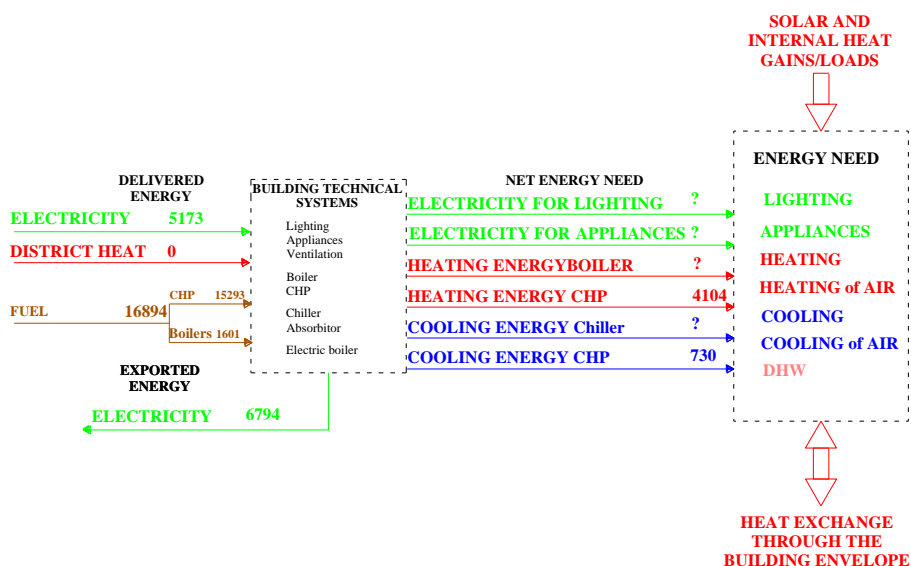 SOLAR AND
INTERNAL HEAT
GAINS/LOADS
ENERGY NEED
DELIVERED
ENERGY
BUILDING TECHNICAL
SYSTEMS
NET ENERGY NEED
ELECTRICITY 5173
DISTRICT HEAT 0
FUEL 16894
CHP 15293
Boilers 1601
Lighting
Appliances
Ventilation
Boiler
CHP
Chiller
Absorbitor
Electric boiler
ELECTRICITY FOR LIGHTING ?
ELECTRICITY FOR APPLIANCES ?
HEATING ENERGYBOILER ?
HEATING ENERGY CHP 4104
COOLING ENERGY Chiller ?
COOLING ENERGY CHP 730
LIGHTING
APPLIANCES
HEATING
HEATING of AIR
COOLING
COOLING of AIR
DHW
EXPORTED
ENERGY
ELECTRICITY 6794
HEAT EXCHANGE
THROUGH THE
BUILDING ENVELOPE